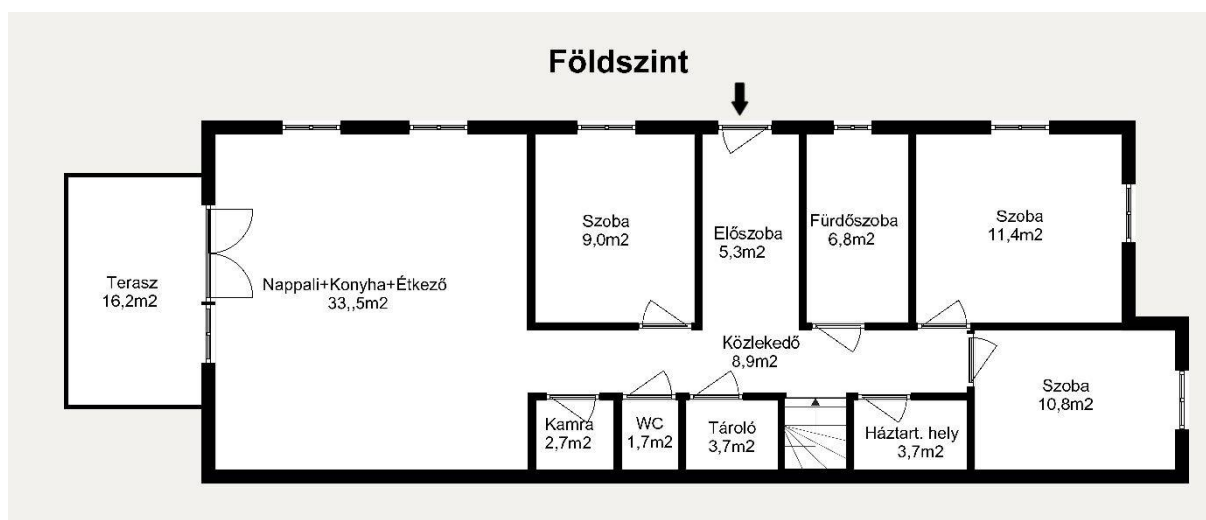 Földszint
Terasz
16,2m2
Nappali+Konyha+Étkező
33,,5m2
Szoba
9,0m2
Előszoba
5,3m2
Fürdőszoba
6,8m2
Szoba
11,4m2
Közlekedő
8,9m2
Szoba
10,8m2
Kamra
2,7m2
WC
1,7m2
Tároló
3,7m2
Háztart. hely
3,7m2